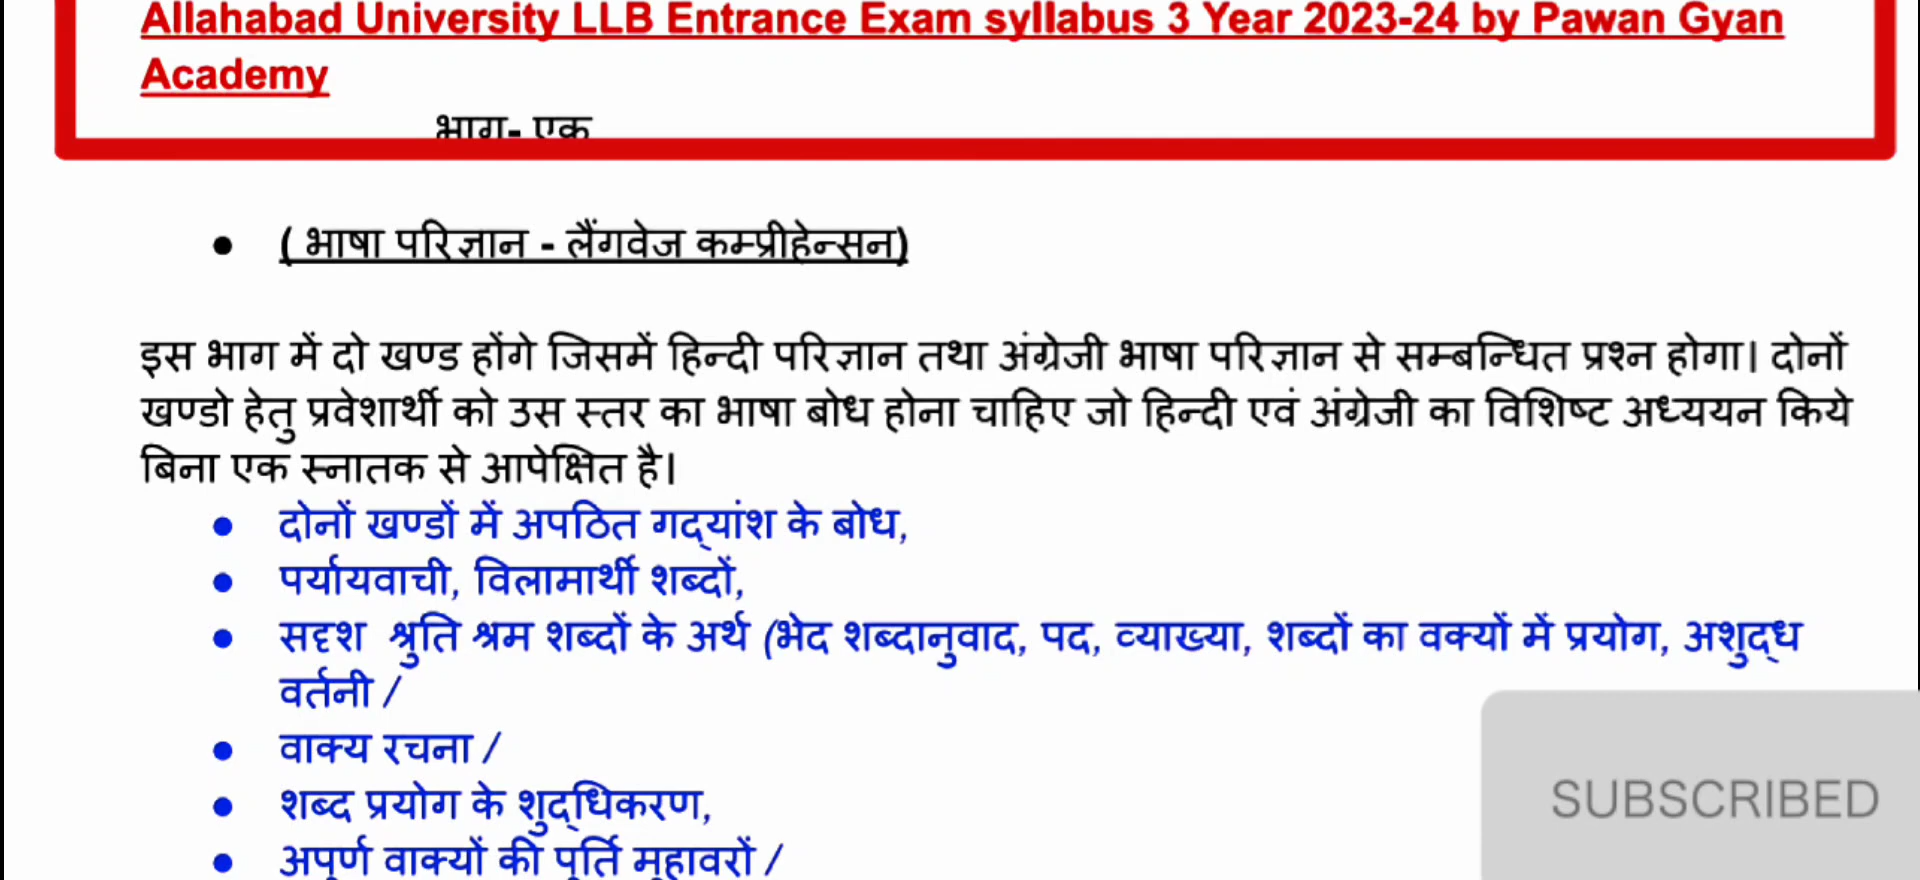 Allahabad University LLB Entrance Exam syllabus 3 Year 2023-24 by Pawan Gyan
Academy
भाग- एक
( भाषा परिज्ञान - लैंगवेज कम्प्रीहेन्सन)
इस भाग में दो खण्ड होंगे जिसमें हिन्दी परिज्ञान तथा अंग्रेजी भाषा परिज्ञान से सम्बन्धित प्रश्न होगा। दोनों
खण्डो हेतु प्रवेशार्थी को उस स्तर का भाषा बोध होना चाहिए जो हिन्दी एवं अंग्रेजी का विशिष्ट अध्ययन किये
बिना एक स्नातक से आपेक्षित है।
दोनों खण्डों में अपठित गद्यांश के बोध,
पर्यायवाची, विलामार्थी शब्दों,
सदृश श्रुति श्रम शब्दों के अर्थ (भेद शब्दानुवाद, पद, व्याख्या, शब्दों का वक्यों में प्रयोग, अशुद्ध
वर्तनी /
वाक्य रचना /
शब्द प्रयोग के शुद्धिकरण,
अपूर्ण वाक्यों की पूर्ति मुहावरों /
SUBSCRIBED